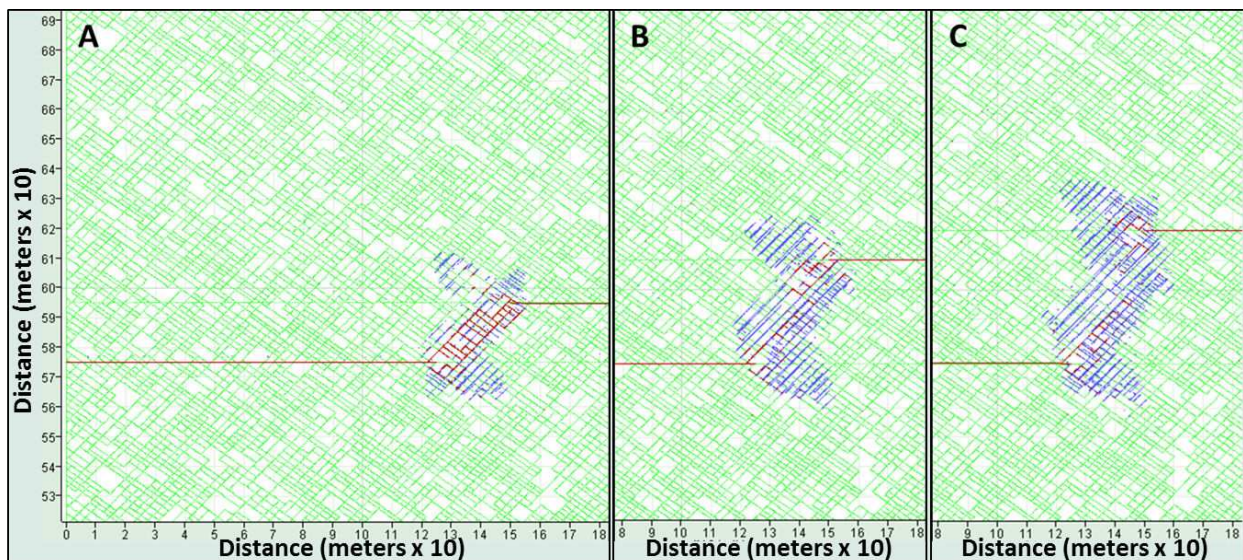 A
B
C
Distance (meters x 10)
69
68
67
66
65
64
63
62
61
60
59
58
57
56
55
54
53
0 1 2 3 4 5 6 7 8 9 10 11 12 13 14 15 16 17 18
8 9 10 11 12 13 14 15 16 17 18
8 9 10 11 12 13 14 15 16 17 18
Distance (meters x 10)
Distance (meters x 10)
Distance (meters x 10)